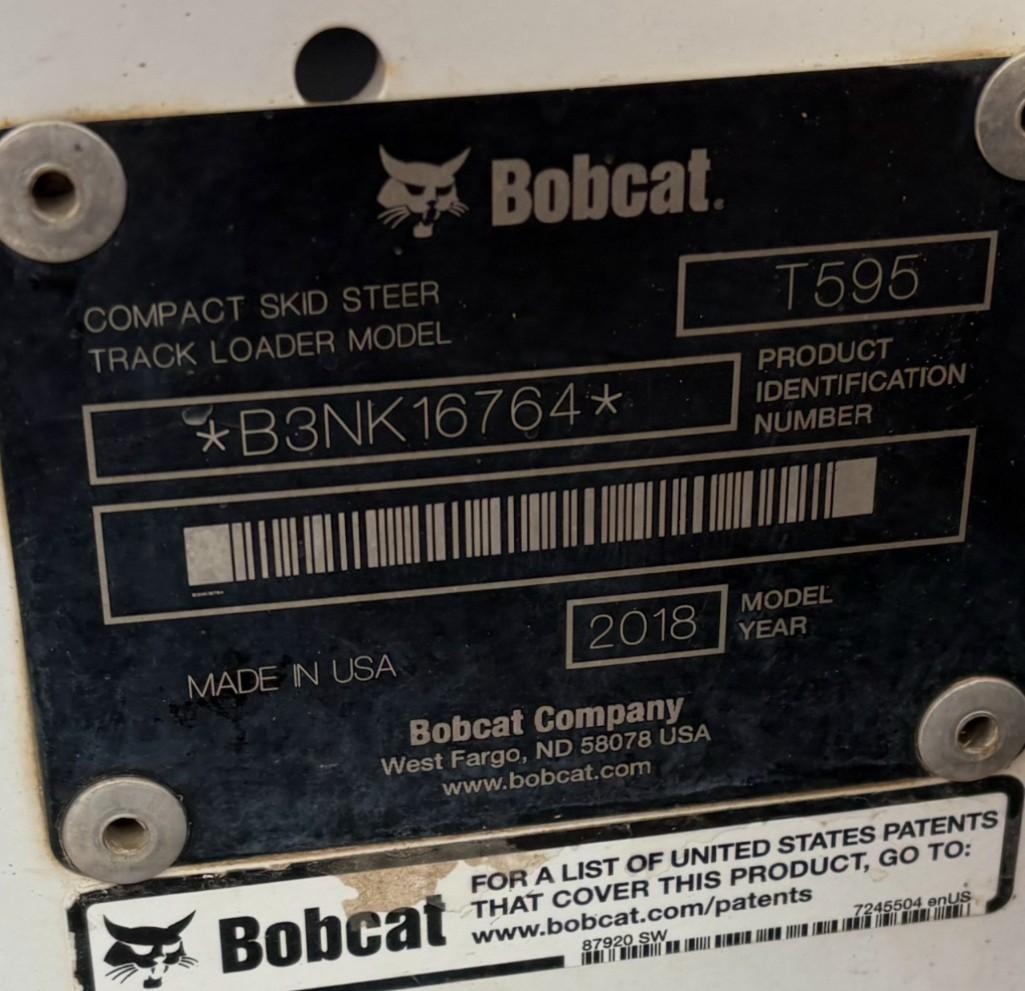 Bobcat.
COMPACT SKID STEER
TRACK LOADER MODEL
T595
*B3NK16764*
PRODUCT
IDENTIFICATION
NUMBER
2018
MODEL
YEAR
MADE IN USA
Bobcat Company
West Fargo, ND 58078 USA
www.bobcat.com
Bobcat
FOR A LIST OF UNITED STATES PATENTS
THAT COVER THIS PRODUCT, GO TO:
www.bobcat.com/patents
87920 SW
7245504 enUS